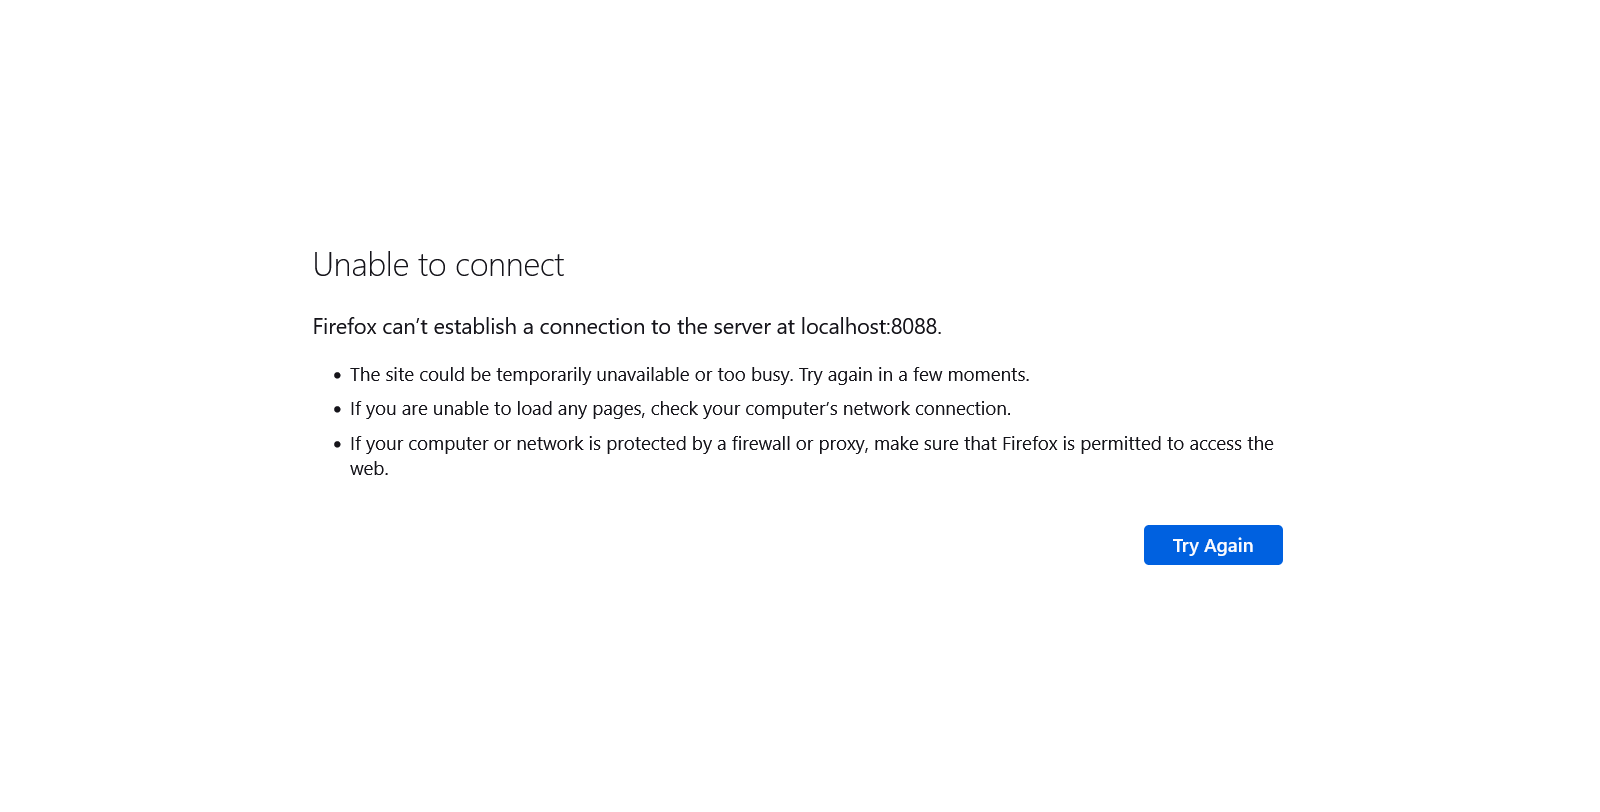 Unable to connect
Firefox can’t establish a connection to the server at localhost:8088.
• The site could be temporarily unavailable or too busy. Try again in a few moments.
• If you are unable to load any pages, check your computer’s network connection.
• If your computer or network is protected by a firewall or proxy, make sure that Firefox is permitted to access the
web.
Try Again